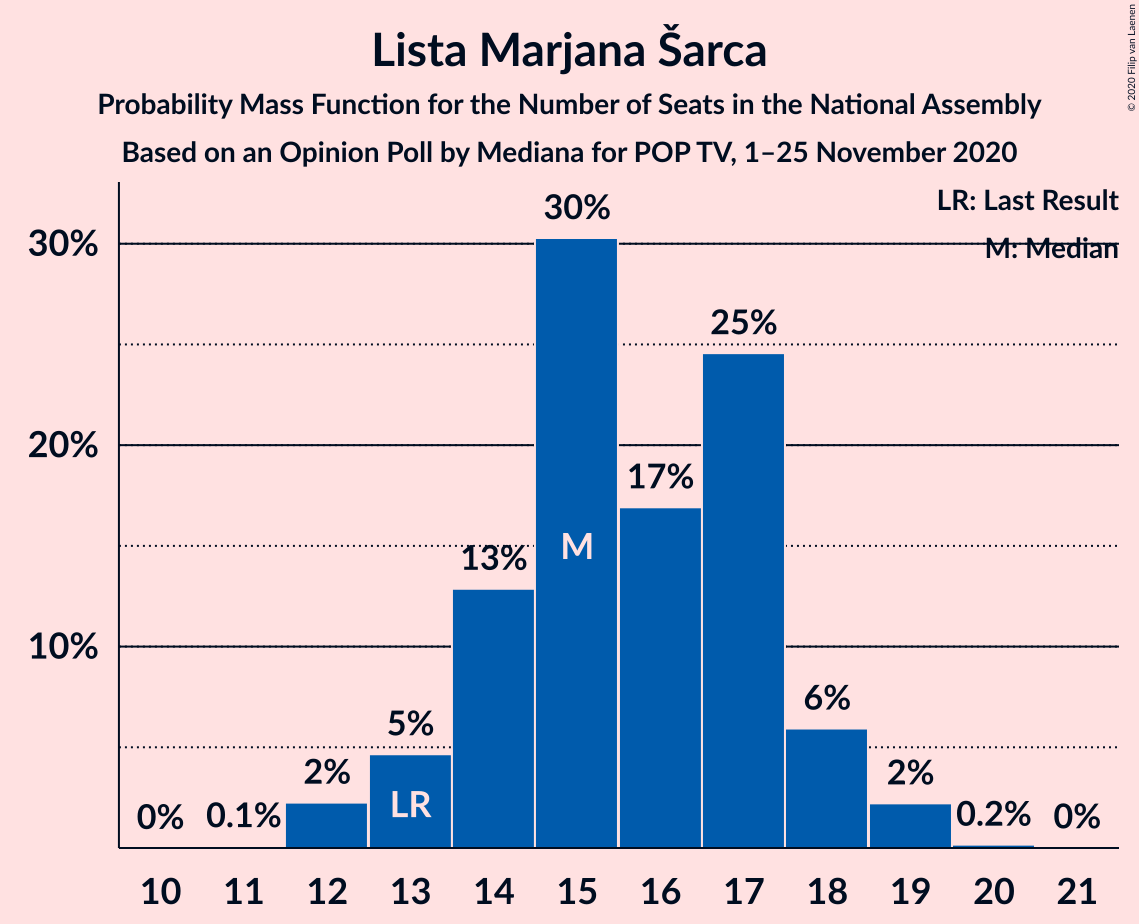 Lista Marjana Šarca
Probability Mass Function for the Number of Seats in the National Assembly
Based on an Opinion Poll by Mediana for POP TV, 1–25 November 2020
© 2020 Filip van Laenen
LR: Last Result
M: Median
30%
20%
10%
0%
0.1%
2%
5%
13%
30%
17%
25%
6%
2%
0.2%
0%
LR
M
10 11 12 13 14 15 16 17 18 19 20 21